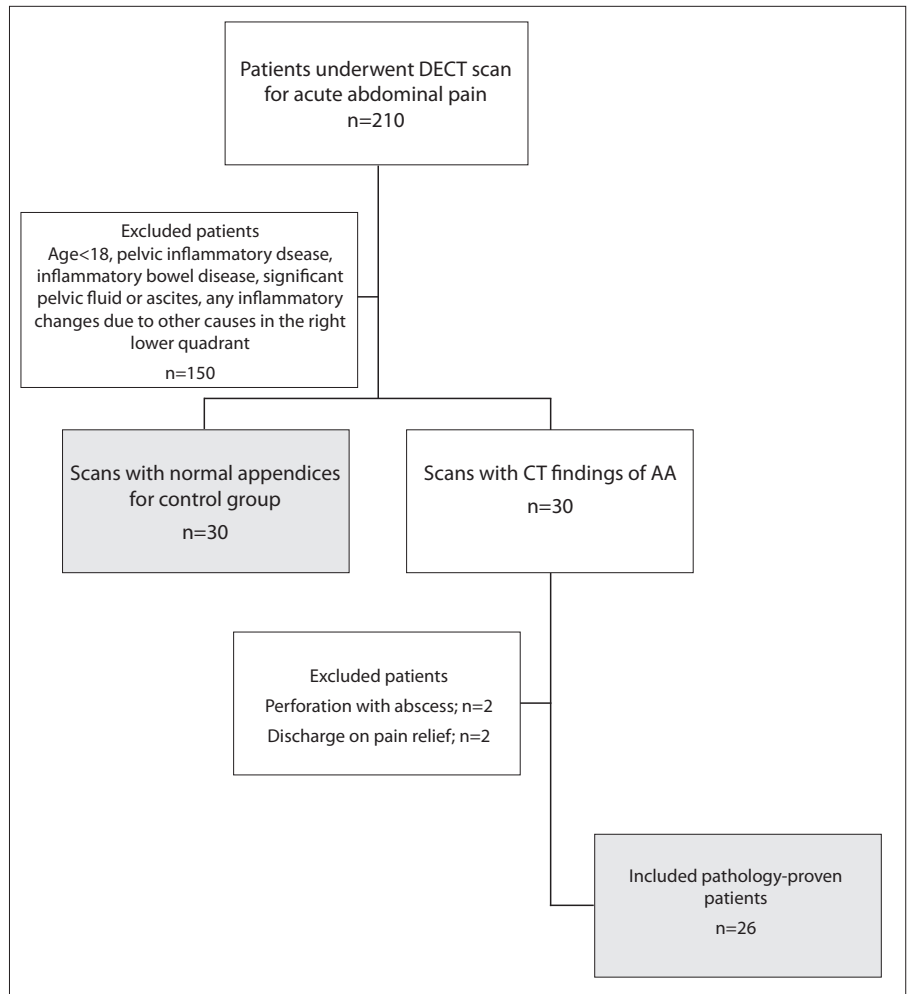 Patients underwent DECT scan
for acute abdominal pain
n=210
Excluded patients
Age<18, pelvic inflammatory dsease,
inflammatory bowel disease, significant
pelvic fluid or ascites, any inflammatory
changes due to other causes in the right
lower quadrant
n=150
Scans with normal appendices
for control group
n=30
Scans with CT findings of AA
n=30
Excluded patients
Perforation with abscess; n=2
Discharge on pain relief; n=2
Included pathology-proven
patients
n=26